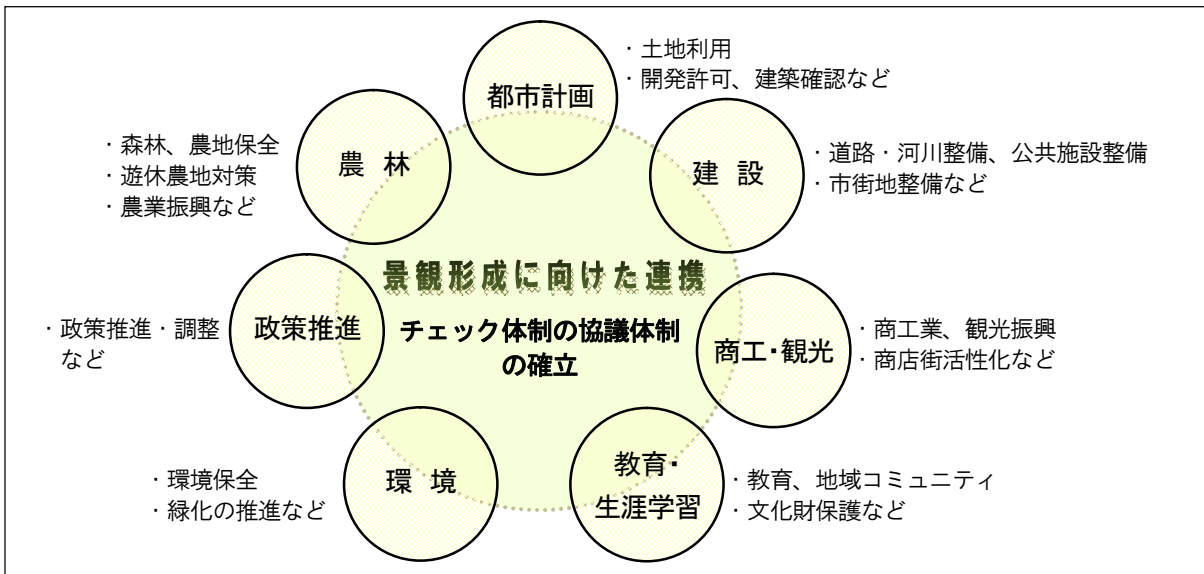 都市計画
・土地利用
・開発許可、建築確認など
農 林
・森林、農地保全
・遊休農地対策
・農業振興など
建 設
・道路・河川整備、公共施設整備
・市街地整備など
景観形成に向けた連携
チェック体制の協議体制
の確立
政策推進
・政策推進・調整
など
商工・観光
・商工業、観光振興
・商店街活性化など
環 境
・環境保全
・緑化の推進など
教育・
生涯学習
・教育、地域コミュニティ
・文化財保護など